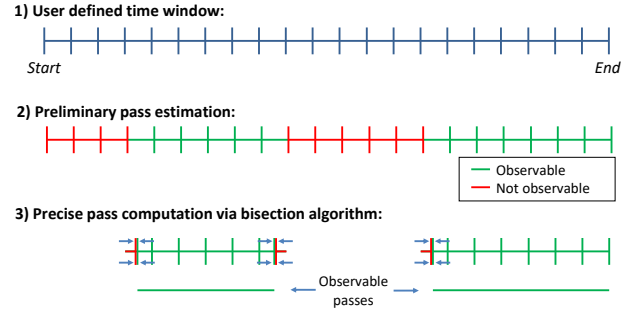 1) User defined time window:
Start
End
2) Preliminary pass estimation:
Observable
Not observable
3) Precise pass computation via bisection algorithm:
Observable
passes